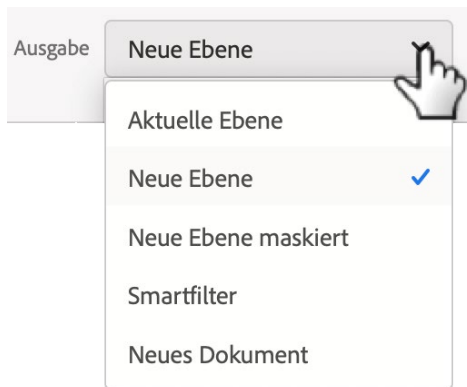 Ausgabe Neue Ebene
Aktuelle Ebene
Neue Ebene
Neue Ebene maskiert
Smartfilter
Neues Dokument